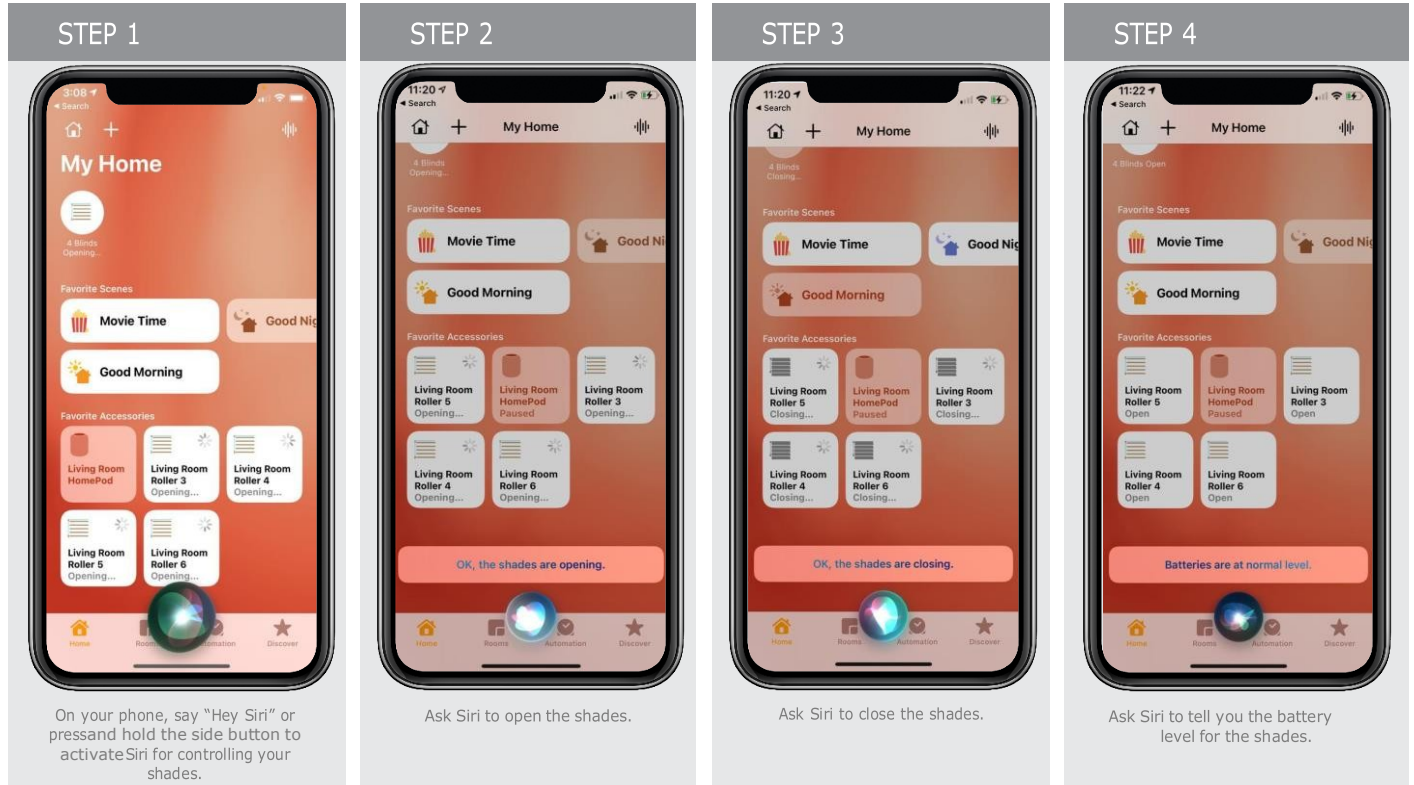 STEP 1
3:08
Search
My Home
4 Blinds
Opening...
Favorite Scenes
Movie Time
Good Nig
Good Morning
Favorite Accessories
Living Room
HomePod
Living Room
Roller 3
Opening...
Living Room
Roller 4
Opening...
Living Room
Roller 5
Opening...
Living Room
Roller 6
Opening...
Home
Discover
On your phone, say “Hey Siri” or
pressand hold the side button to
activateSiri for controlling your
shades.
STEP 2
11:20
Search
My Home
4 Blinds
Opening...
Favorite Scenes
Movie Time
Good Ni
Good Morning
Favorite Accessories
Living Room
Roller 5
Opening...
Living Room
HomePod
Paused
Living Room
Roller 3
Opening...
Living Room
Roller 4
Opening...
Living Room
Roller 6
Opening...
OK, the shades are opening.
Home
Rooms
Automation
Discover
Ask Siri to open the shades.
STEP 3
11:20
Search
My Home
4 Blinds
Closing...
Favorite Scenes
Movie Time
Good Nig
Good Morning
Favorite Accessories
Living Room
Roller 5
Closing...
Living Room
HomePod
Paused
Living Room
Roller 3
Closing...
Living Room
Roller 4
Closing...
Living Room
Roller 6
Closing...
OK, the shades are closing.
Home
Rooms
Automation
Discover
Ask Siri to close the shades.
STEP 4
11:22
Search
My Home
4 Blinds Open
Favorite Scenes
Movie Time
Good Nig
Good Morning
Favorite Accessories
Living Room
Roller 5
Open
Living Room
HomePod
Paused
Living Room
Roller 3
Open
Living Room
Roller 4
Open
Living Room
Roller 6
Open
Batteries are at normal level.
Home
Rooms
Automation
Discover
Ask Siri to tell you the battery
level for the shades.